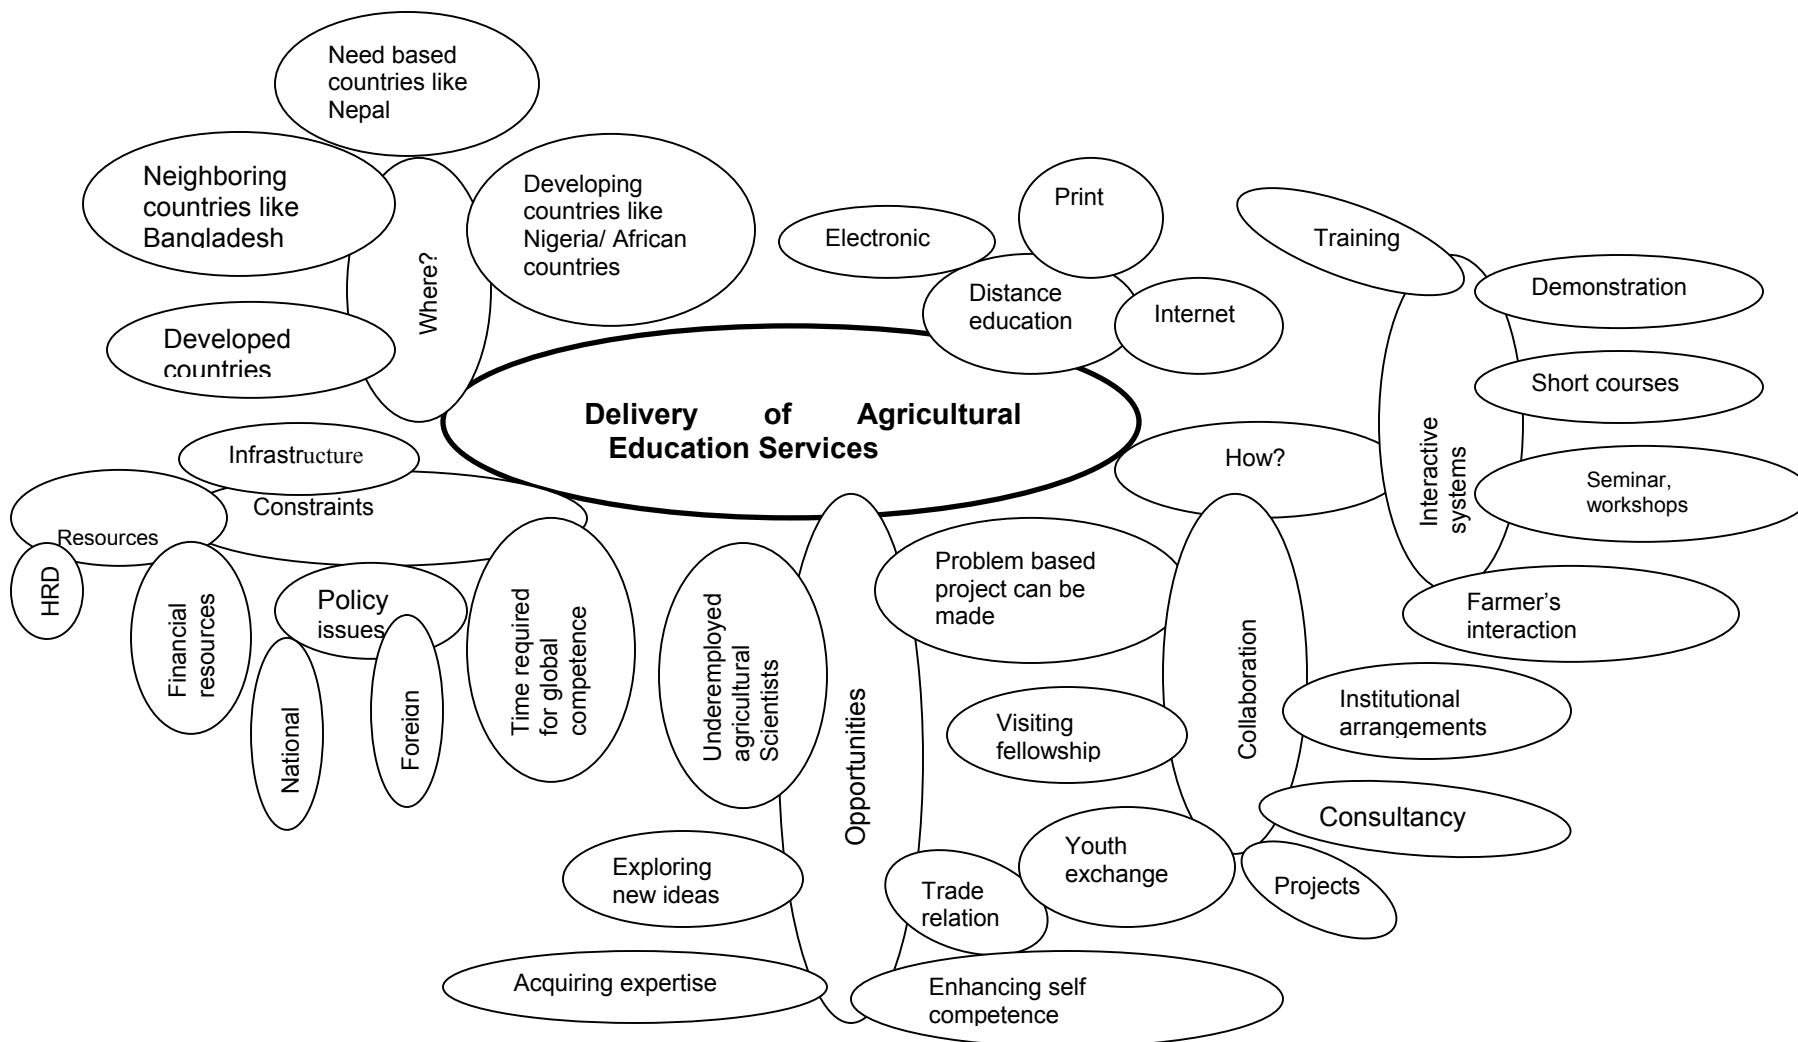 Need based
countries like
Nepal
Neighboring
countries like
Bangladesh
Developing
countries like
Nigeria/ African
countries
Where?
Developed
countries
Electronic
Print
Distance
education
Internet
Training
Demonstration
Short courses
Seminar,
workshops
Interactive
systems
Farmer's
interaction
How?
Delivery of Agricultural
Education Services
Infrastructure
Constraints
Resources
HRD
Financial
resources
Policy
issues
National
Foreign
Time required
for global
competence
Underemployed
agricultural
Scientists
Opportunities
Problem based
project can be
made
Visiting
fellowship
Collaboration
Institutional
arrangements
Consultancy
Projects
Youth
exchange
Trade
relation
Exploring
new ideas
Acquiring expertise
Enhancing self
competence